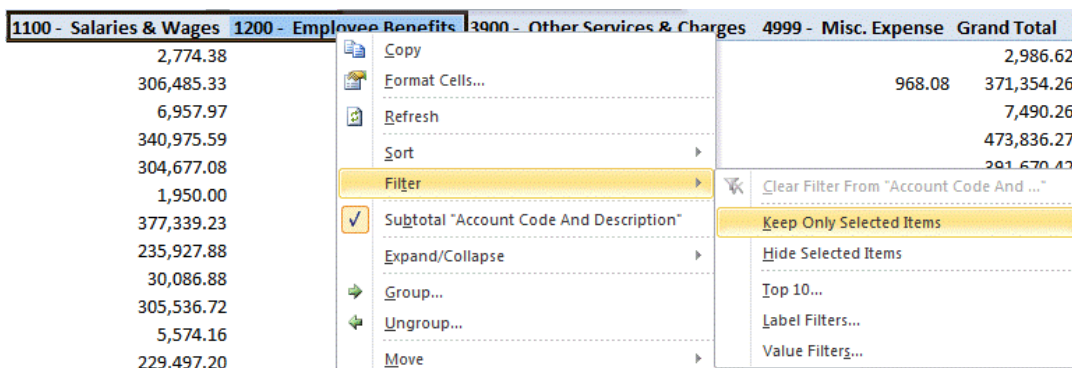 1100 - Salaries & Wages 1200 - Employee Benefits 3900 - Other Services & Charges 4999 - Misc. Expense Grand Total
2,774.38 2,986.62
306,485.33 968.08 371,354.26
6,957.97 7,490.26
340,975.59 473,836.27
304,677.08 391,670.42
1,950.00
377,339.23
235,927.88
30,086.88
305,536.72
5,574.16
229,497.20
Copy
Format Cells...
Refresh
Sort
Filter
Subtotal "Account Code And Description"
Expand/Collapse
Group...
Ungroup...
Move
Clear Filter From "Account Code And ..."
Keep Only Selected Items
Hide Selected Items
Top 10...
Label Filters...
Value Filters...